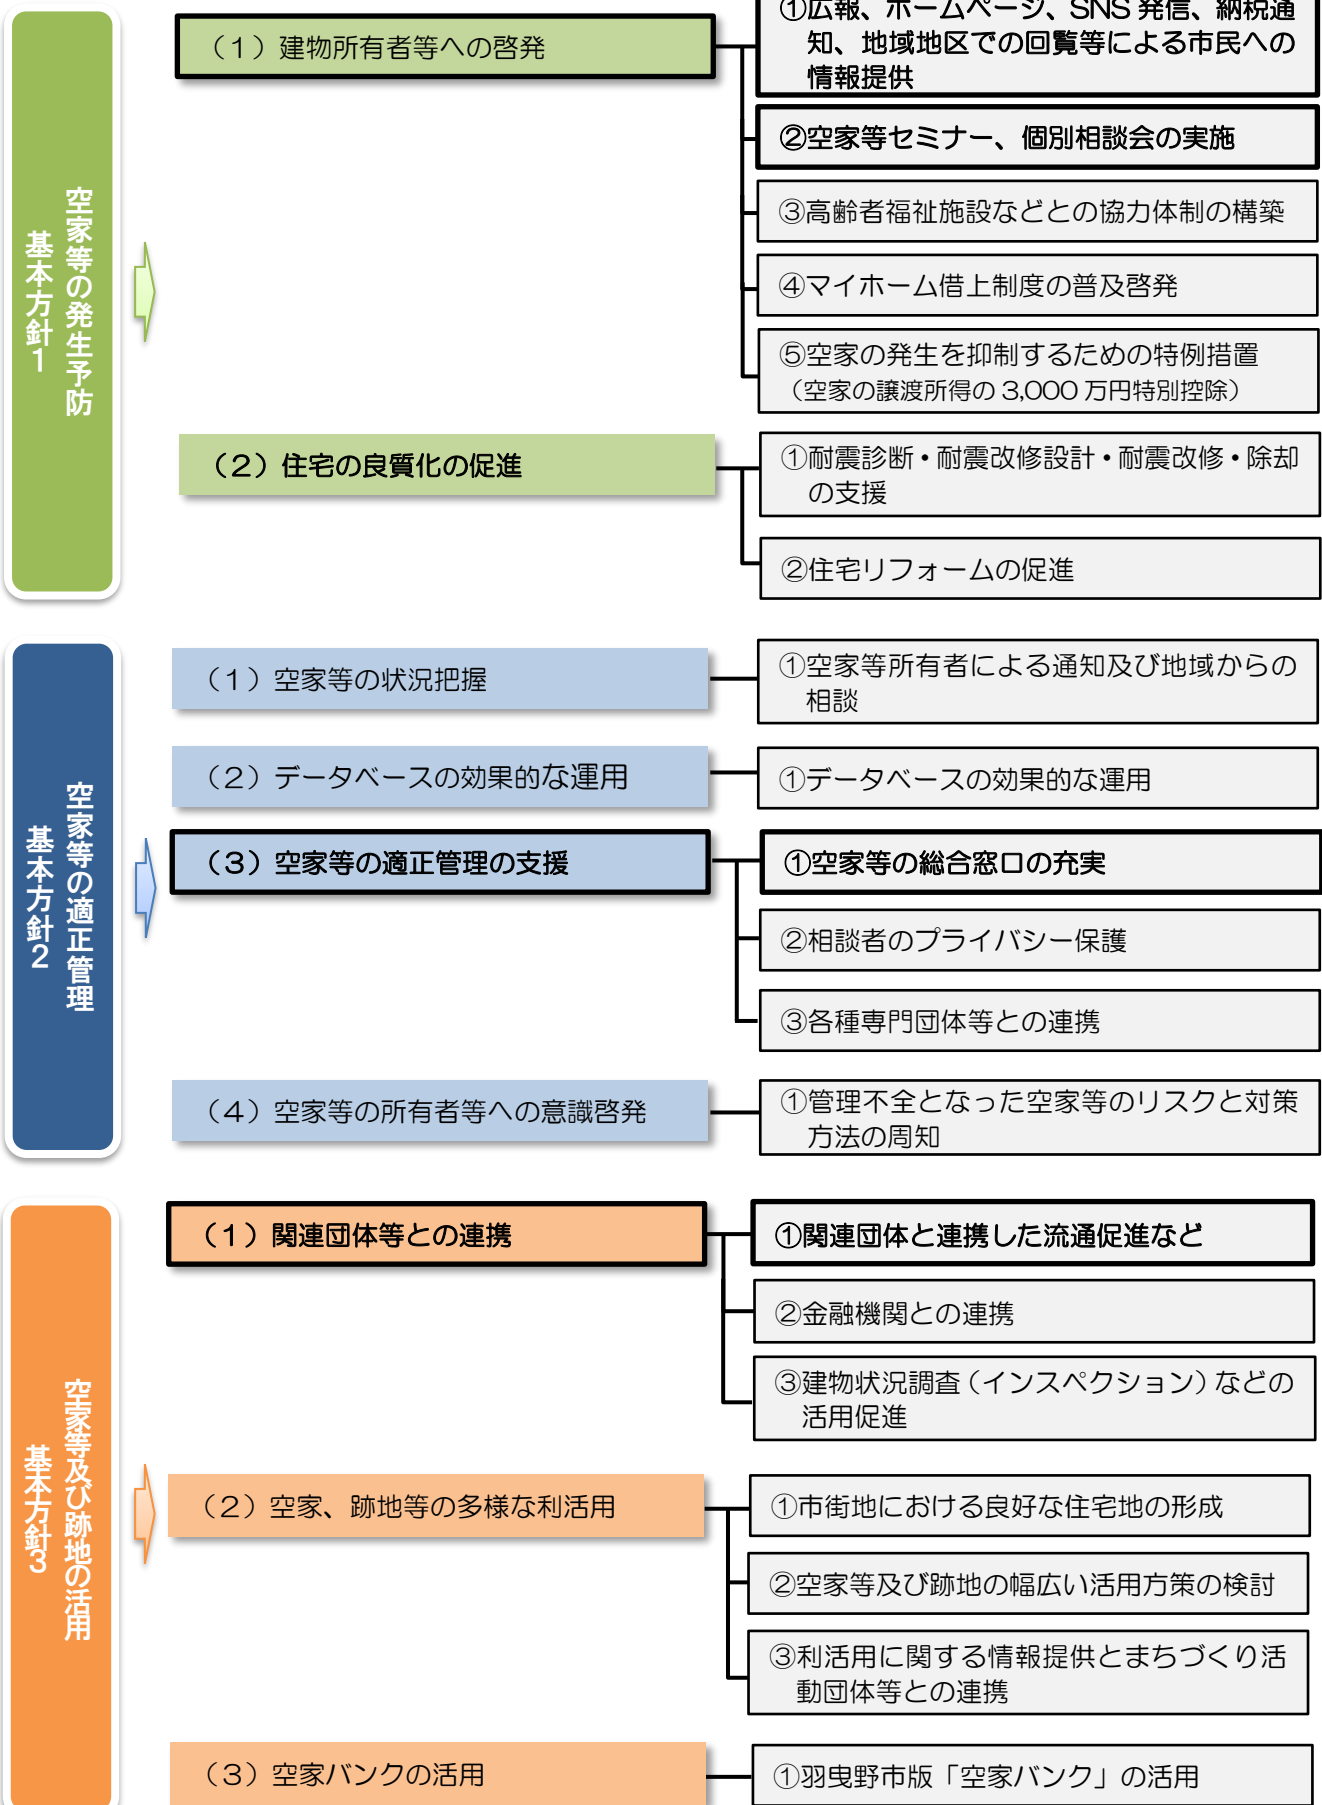 基本方針1
空家等の発生予防
（1）建物所有者等への啓発
①広報、ホームページ、SNS 発信、納税通
知、地域地区での回覧等による市民への
情報提供
②空家等セミナー、個別相談会の実施
③高齢者福祉施設などとの協力体制の構築
④マイホーム借上制度の普及啓発
⑤空家の発生を抑制するための特例措置
（空家の譲渡所得の 3,000 万円特別控除）
（2）住宅の良質化の促進
①耐震診断・耐震改修設計・耐震改修・除却
の支援
②住宅リフォームの促進
基本方針2
空家等の適正管理
（1）空家等の状況把握
①空家等所有者による通知及び地域からの
相談
（2）データベースの効果的な運用
①データベースの効果的な運用
（3）空家等の適正管理の支援
①空家等の総合窓口の充実
②相談者のプライバシー保護
③各種専門団体等との連携
（4）空家等の所有者等への意識啓発
①管理不全となった空家等のリスクと対策
方法の周知
基本方針3
空家等及び跡地の活用
（1）関連団体等との連携
①関連団体と連携した流通促進など
②金融機関との連携
③建物状況調査（インスペクション）などの
活用促進
（2）空家、跡地等の多様な利活用
①市街地における良好な住宅地の形成
②空家等及び跡地の幅広い活用方策の検討
③利活用に関する情報提供とまちづくり活
動団体等との連携
（3）空家バンクの活用
①羽曳野市版「空家バンク」の活用